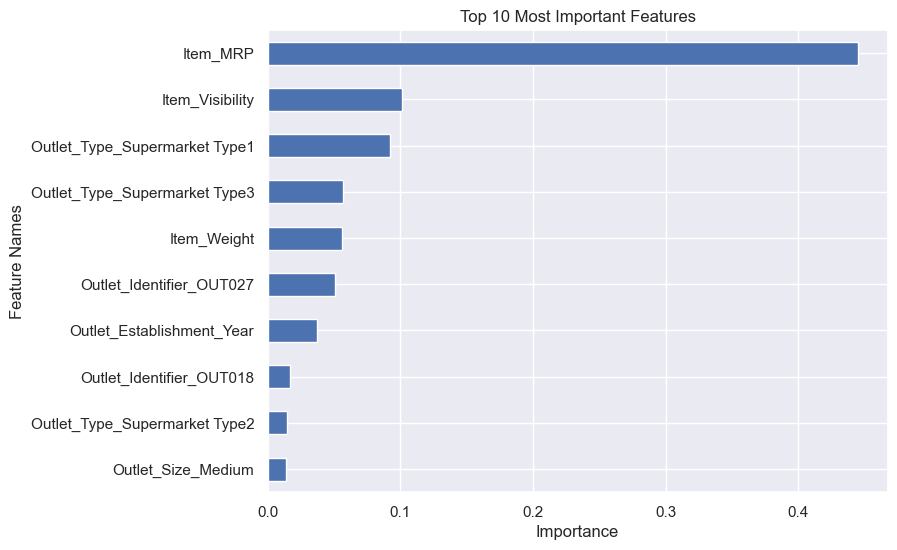 Top 10 Most Important Features
Item_MRP
Item_Visibility
Outlet_Type_Supermarket Type1
Outlet_Type_Supermarket Type3
Item_Weight
Outlet_Identifier_OUT027
Outlet_Establishment_Year
Outlet_Identifier_OUT018
Outlet_Type_Supermarket Type2
Outlet_Size_Medium
Feature Names
0.0 0.1 0.2 0.3 0.4
Importance